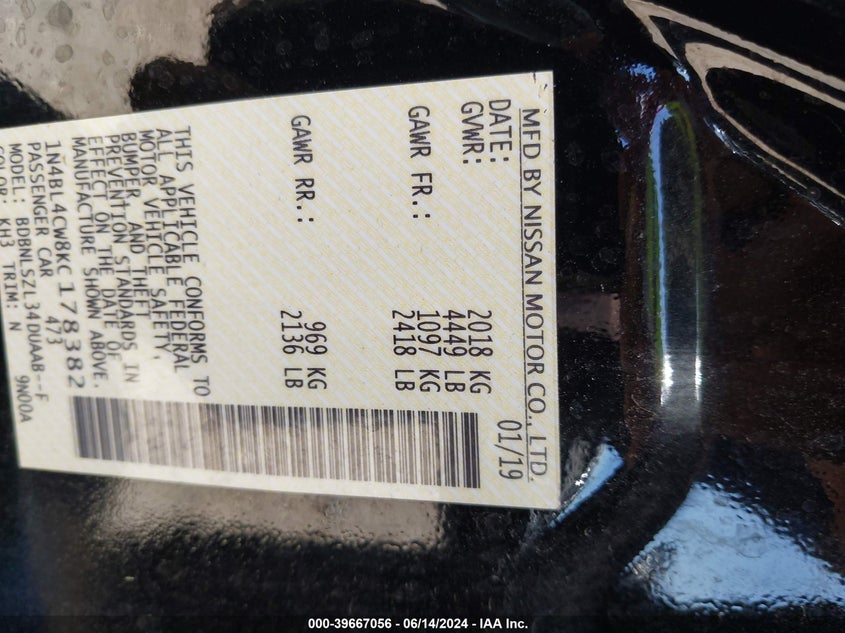 MFD BY NISSAN MOTOR CO., LTD.
DATE: 01/19
GVWR: 2018 KG
4449 LB
GAWR FR.: 1097 KG
2418 LB
GAWR RR.: 969 KG
2136 LB
THIS VEHICLE CONFORMS TO
ALL APPLICABLE FEDERAL
MOTOR VEHICLE SAFETY,
BUMPER, AND THEFT
PREVENTION STANDARDS IN
EFFECT ON THE DATE OF
MANUFACTURE SHOWN ABOVE.
1N4BL4CW8KC178382
PASSENGER CAR 473
MODEL: BDBNLSZL34DUAAB--F
COLOR: KH3 TRIM: N 9N00A
000-39667056 - 06/14/2024 - IAA Inc.